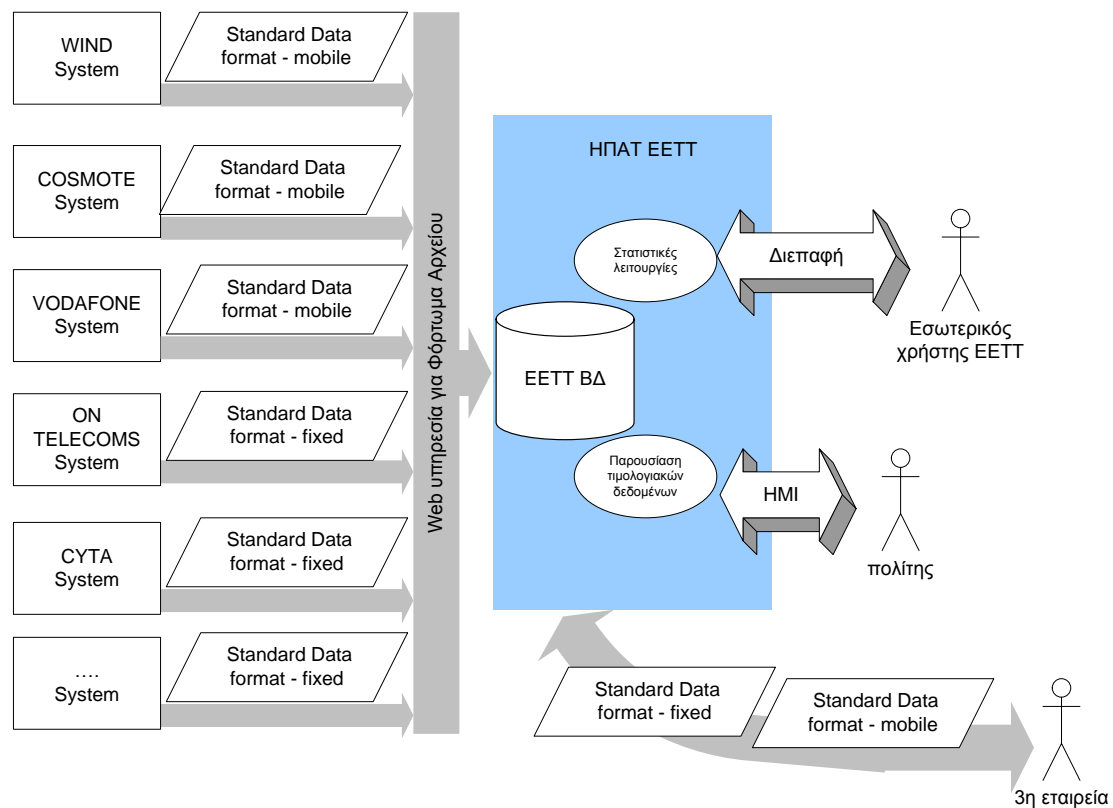 WIND
System
Standard Data
format - mobile
COSMOTE
System
Standard Data
format - mobile
VODAFONE
System
Standard Data
format - mobile
ON
TELECOMS
System
Standard Data
format - fixed
CYTA
System
Standard Data
format - fixed
....
System
Standard Data
format - fixed
Web υπηρεσία για Φόρτωμα Αρχείου
ΗΠΑΤ ΕΕΤΤ
Στατιστικές
λειτουργίες
ΕΕΤΤ ΒΔ
Παρουσίαση
τιμολογιακών
δεδομένων
Διεπαφή
Εσωτερικός
χρήστης ΕΕΤΤ
HMI
πολίτης
Standard Data
format - fixed
Standard Data
format - mobile
3η εταιρεία